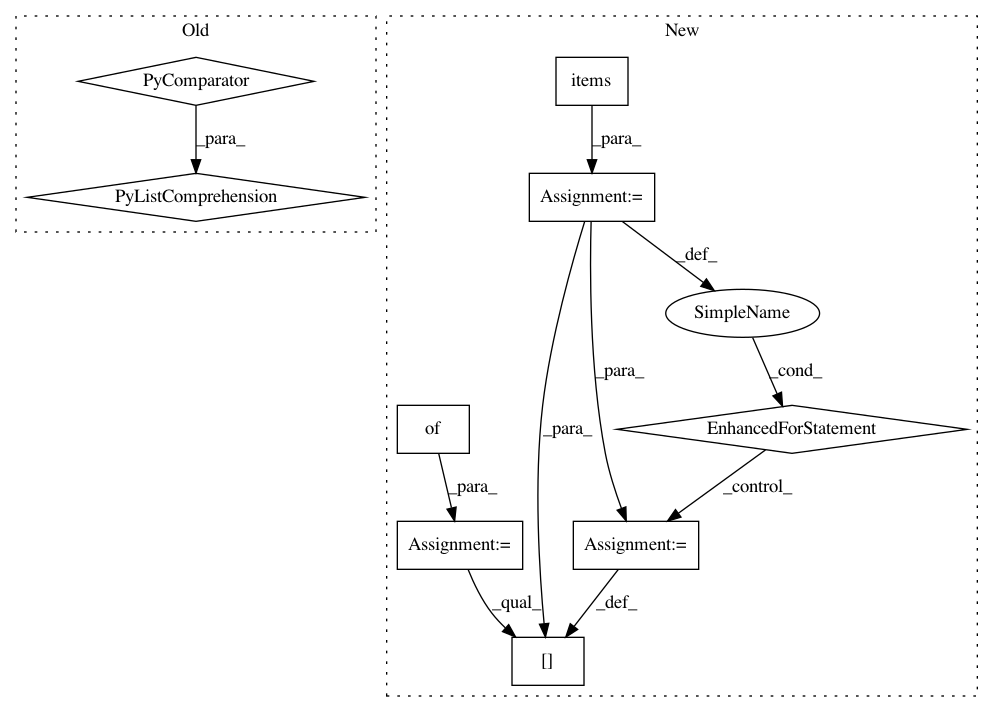 Old
New
PyComparator
items
_para_
_para_
PyListComprehension
Assignment:=
_def_
SimpleName
_para_
_cond_
of
_para_
EnhancedForStatement
_para_
_control_
Assignment:=
Assignment:=
_qual_
_def_
[]